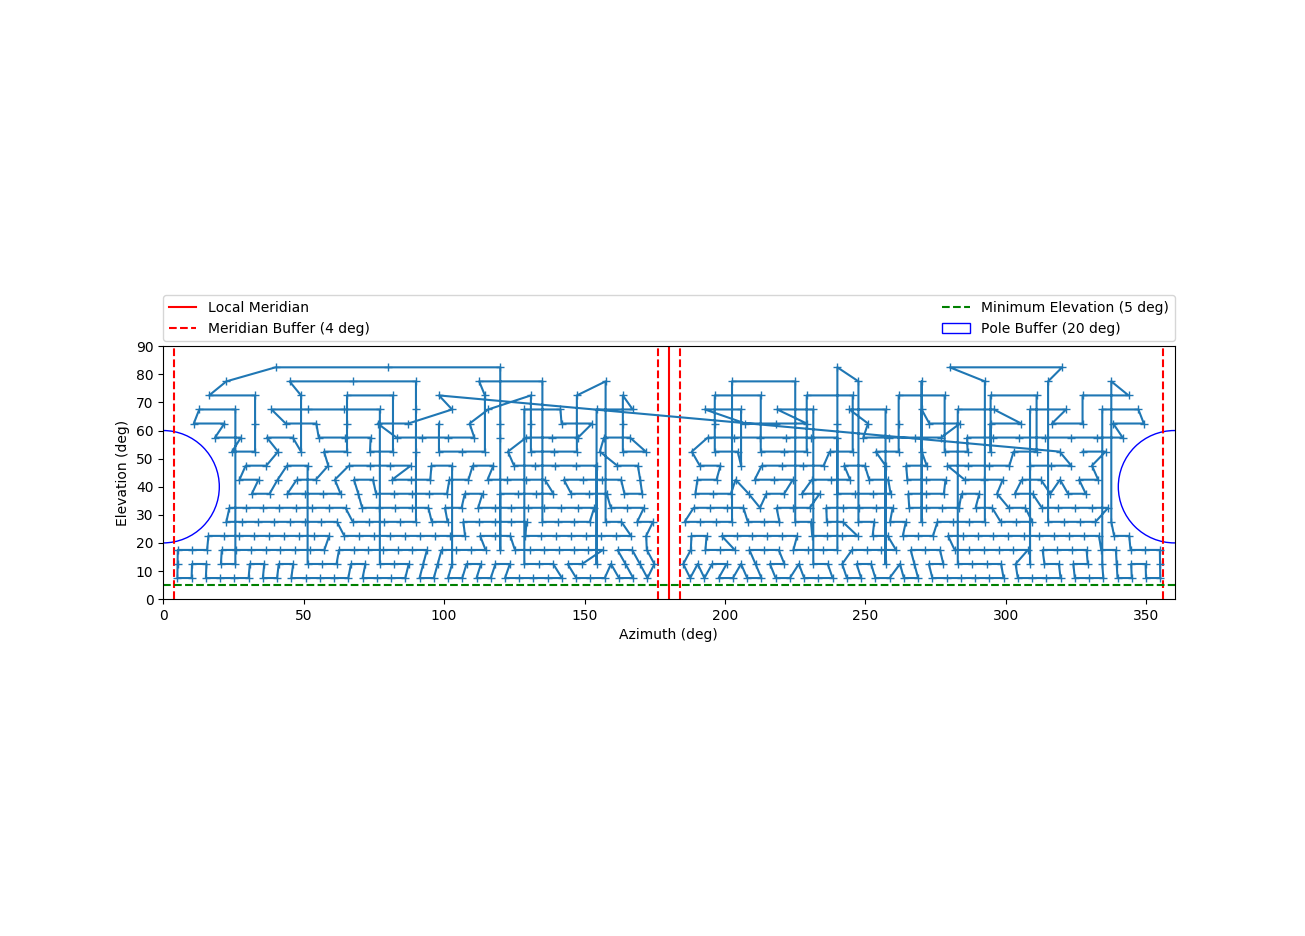 Local Meridian
Meridian Buffer (4 deg)
Minimum Elevation (5 deg)
Pole Buffer (20 deg)
90
80
70
60
50
40
30
20
10
0
Elevation (deg)
0 50 100 150 200 250 300 350
Azimuth (deg)